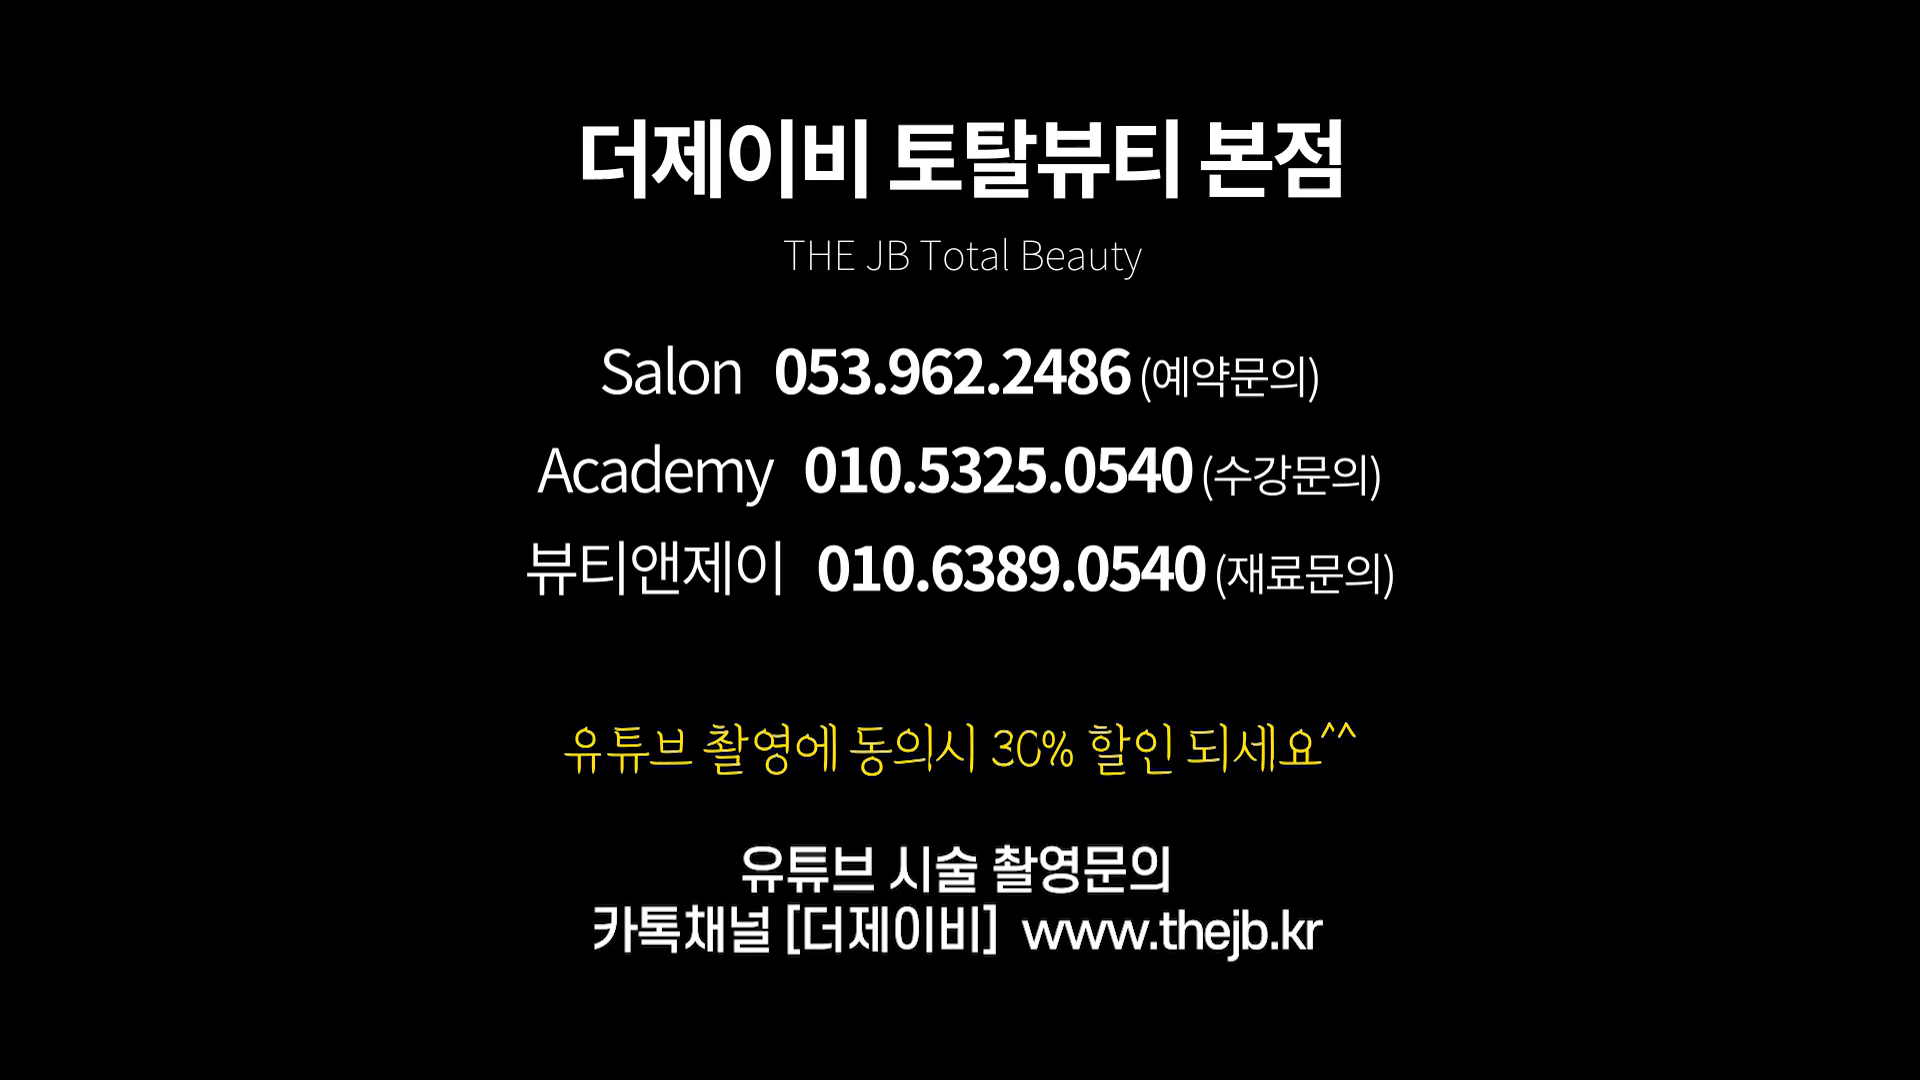 더제이비 토탈뷰티 본점
THE JB Total Beauty
Salon 053.962.2486 (예약문의)
Academy 010.5325.0540 (수강문의)
뷰티앤제이 010.6389.0540 (재료문의)
유튜브 촬영에 동의시 30% 할인 되세요^^
유튜브 시술 촬영문의
카톡채널 [더제이비] www.thejb.kr